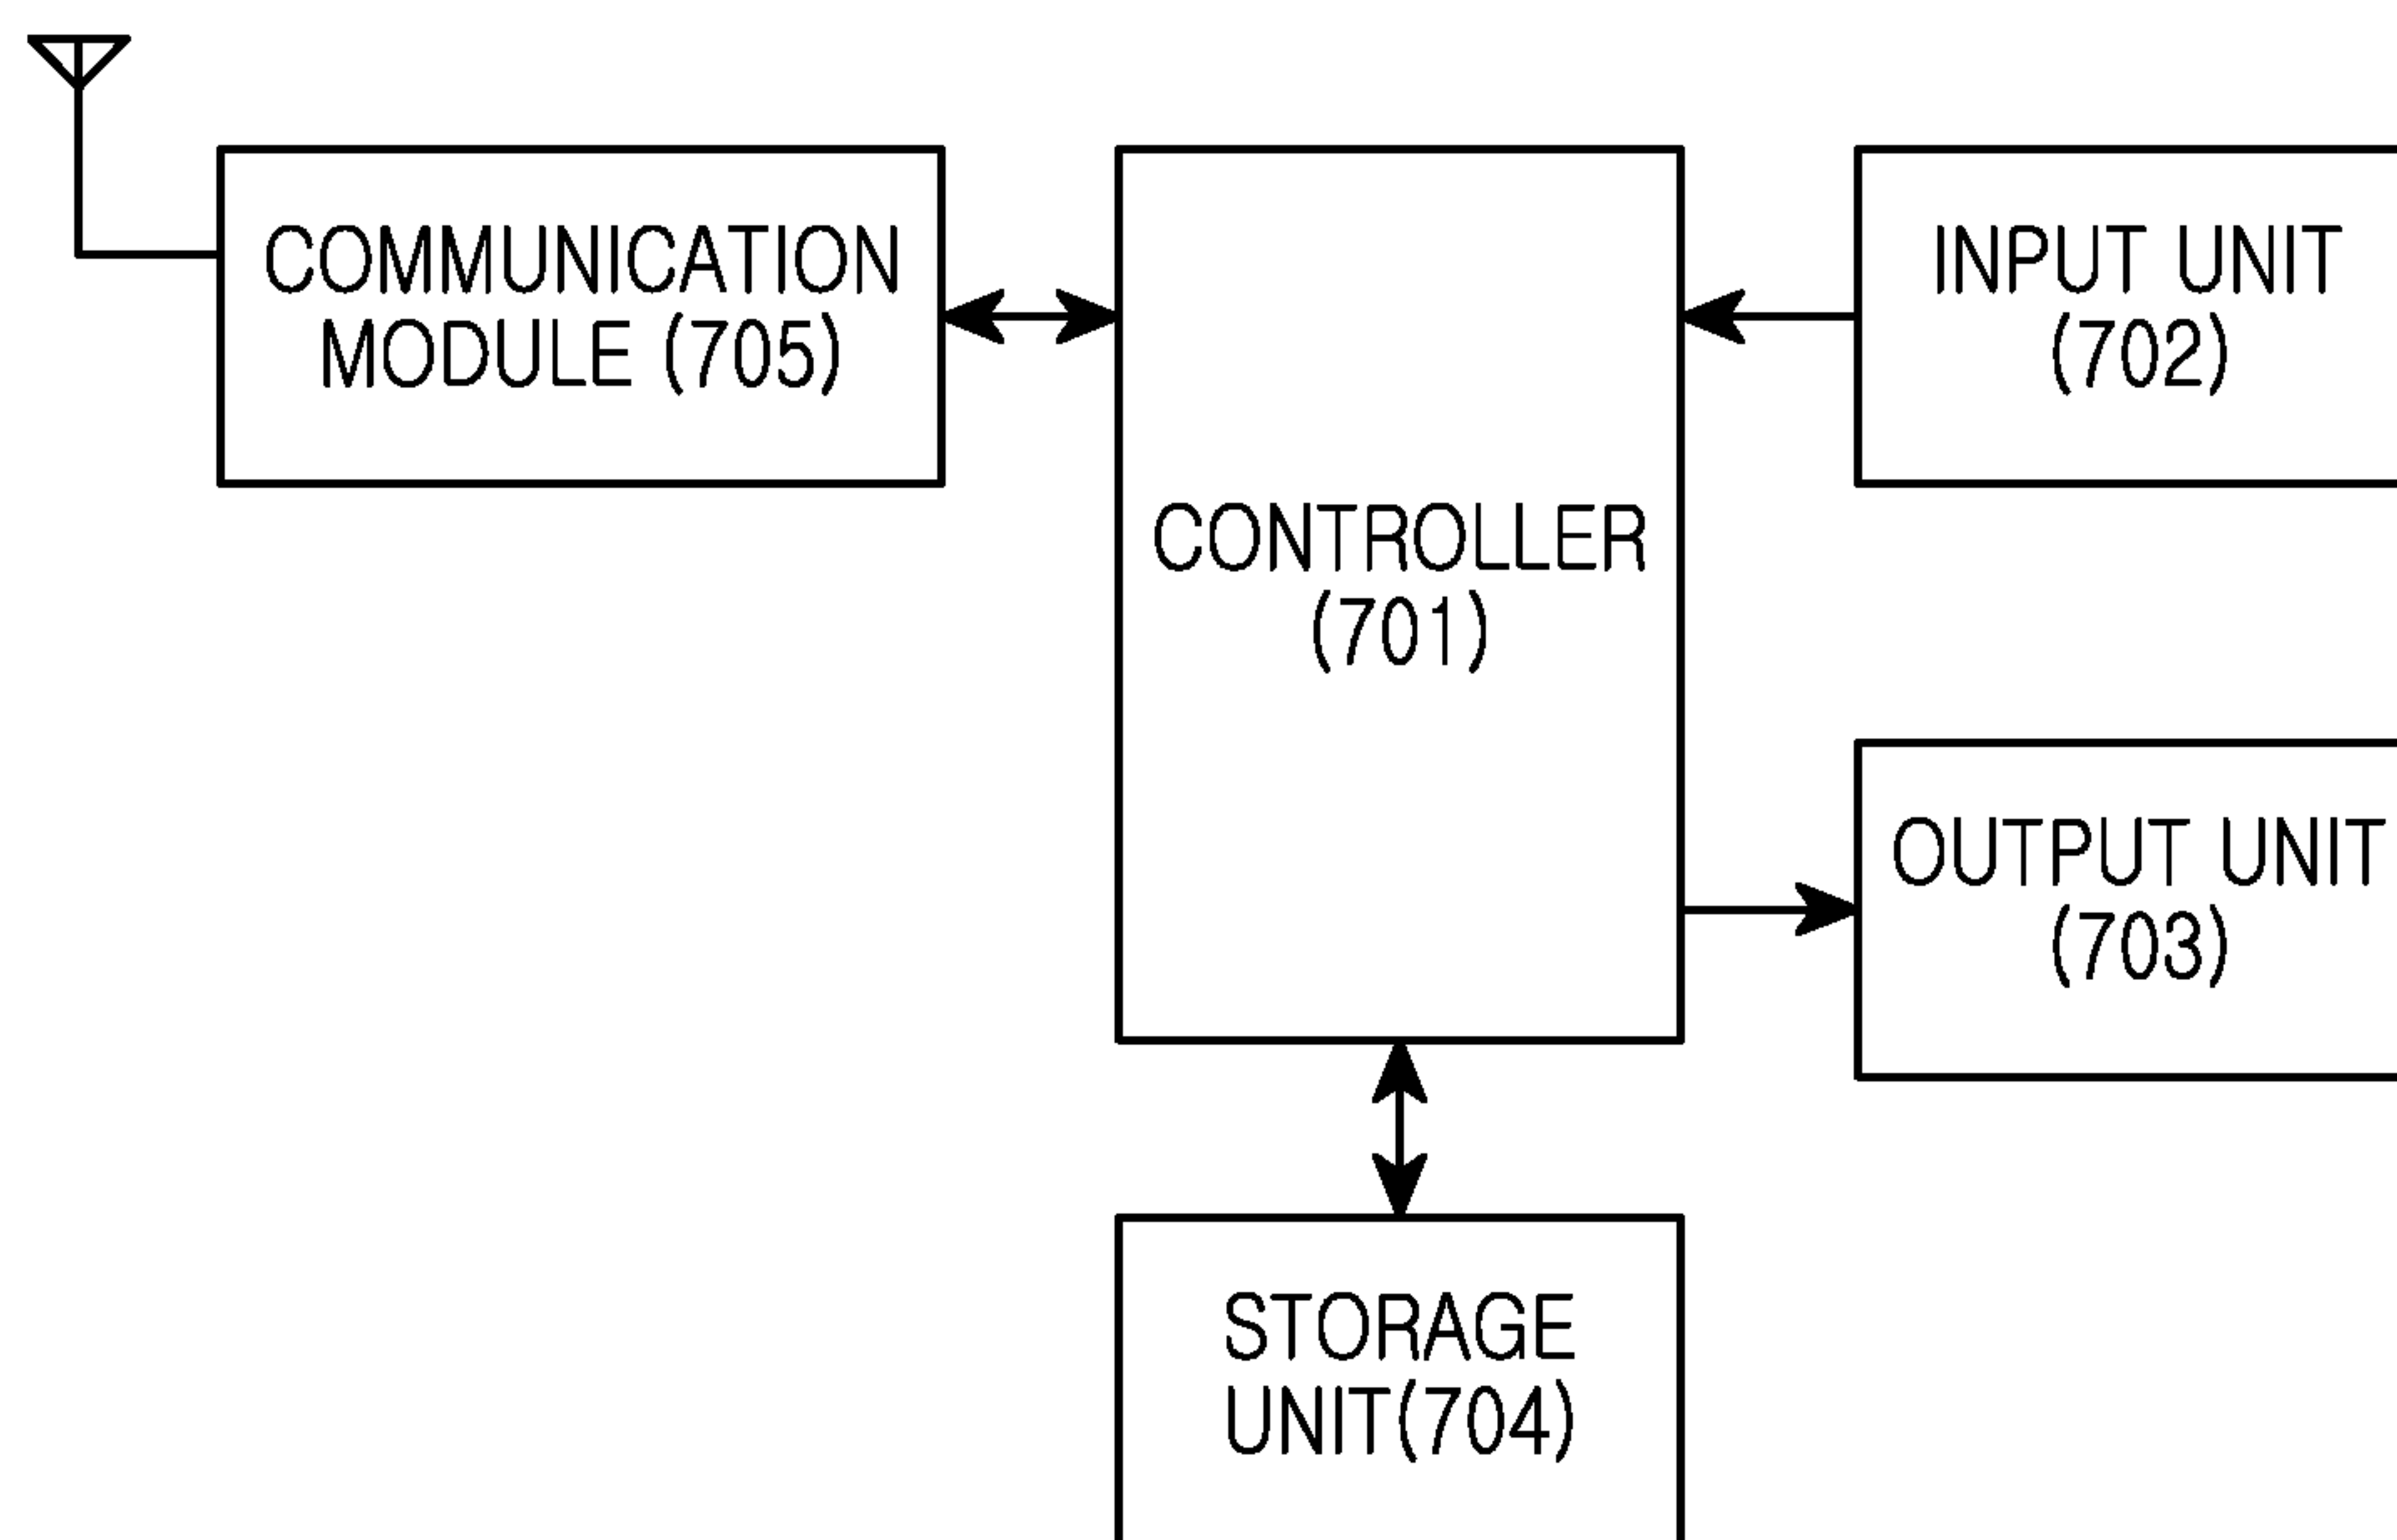 COMMUNICATION
MODULE (705)
CONTROLLER
(701)
INPUT UNIT
(702)
OUTPUT UNIT
(703)
STORAGE
UNIT(704)